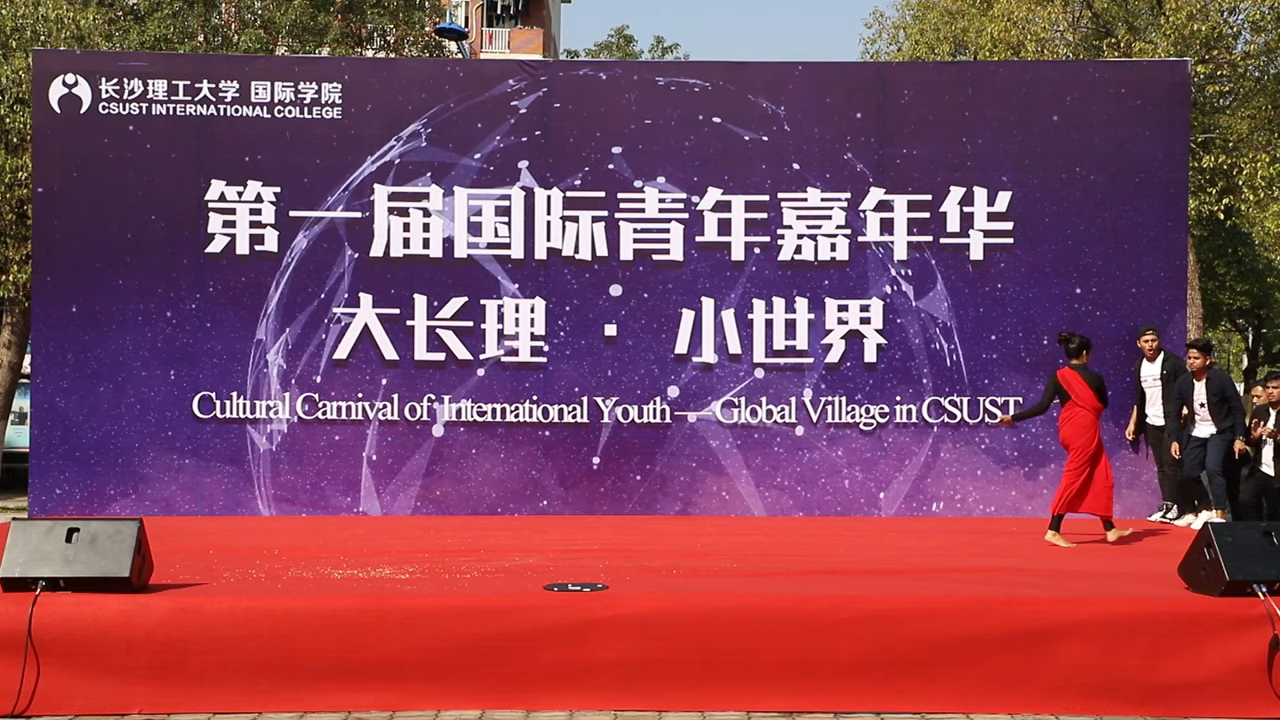 长沙理工大学 国际学院
CSUST INTERNATIONAL COLLEGE
第一届国际青年嘉年华
大长理 · 小世界
Cultural Carnival of International Youth — Global Village in CSUST